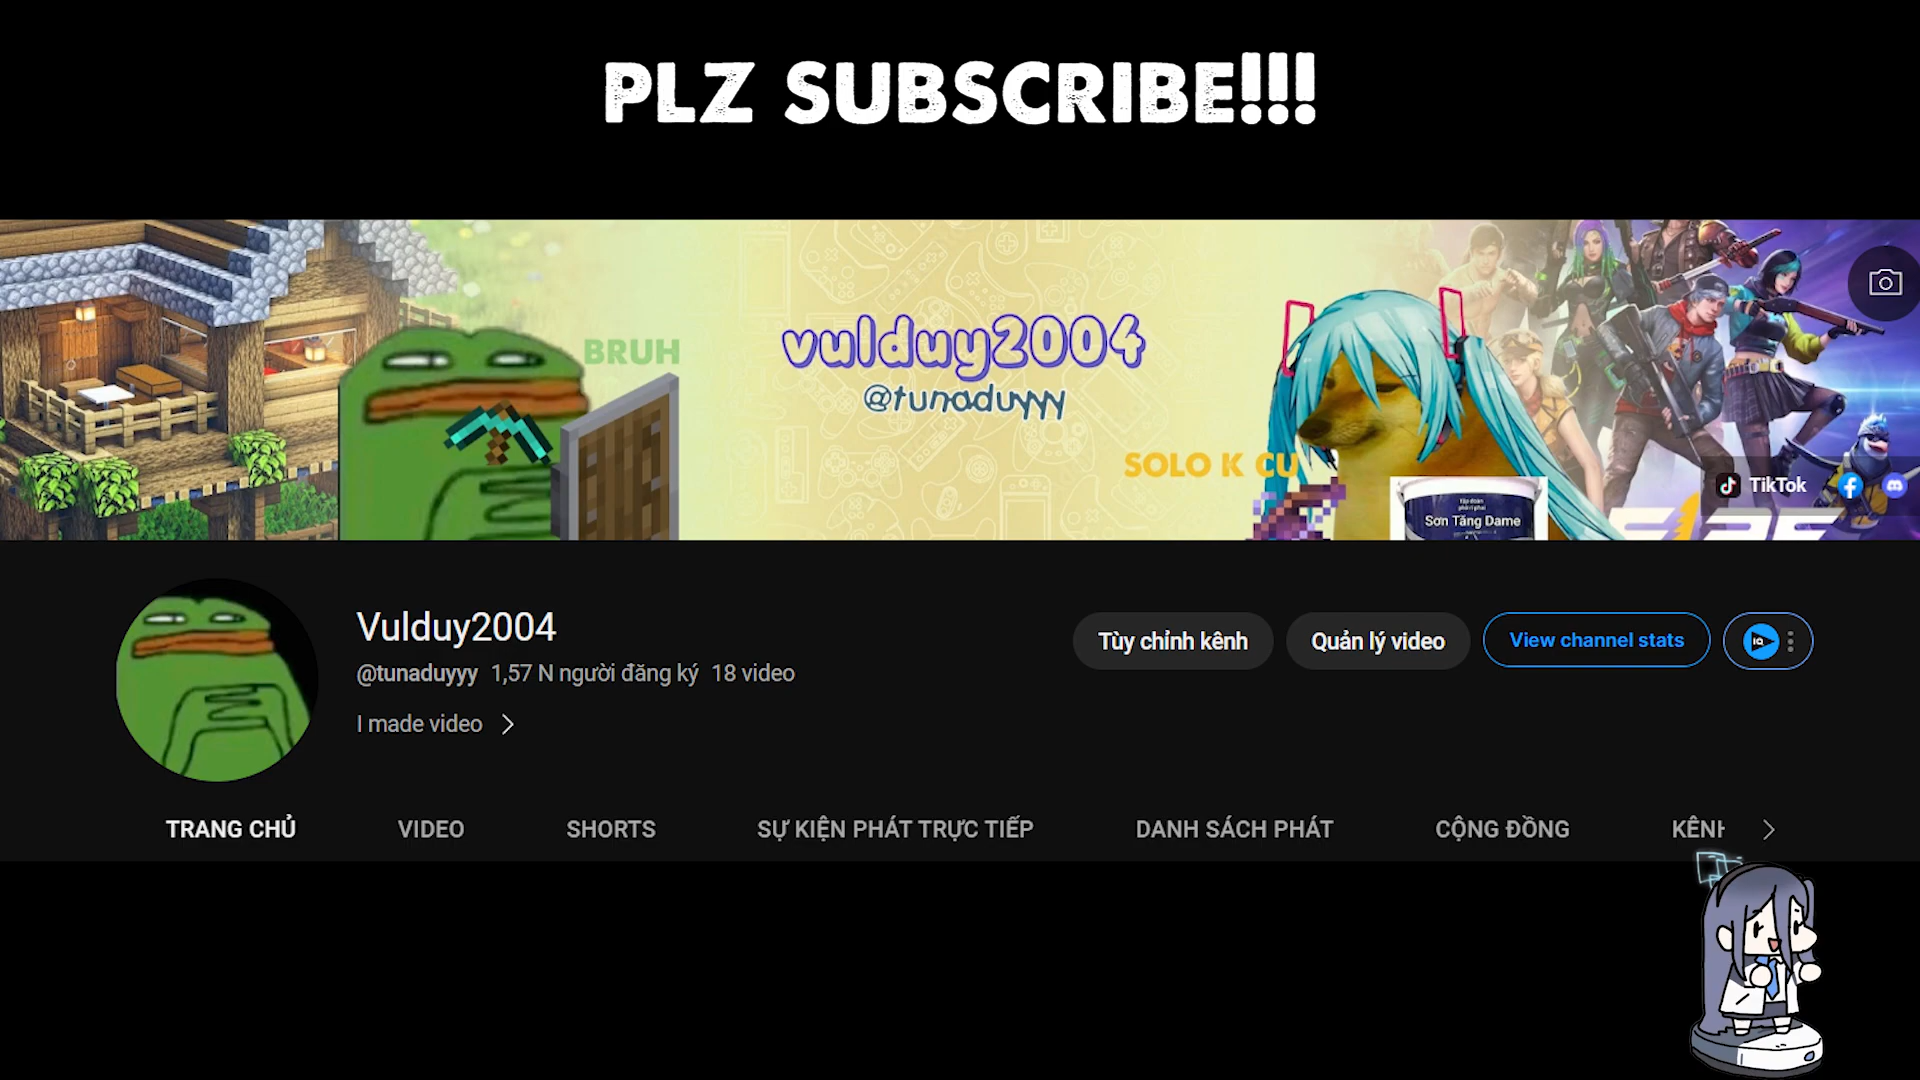 PLZ SUBSCRIBE!!!
BRUH
vulduy2004
@tunaduyyy
SOLO K CU
Sơn Tăng Dame
TikTok
Vulduy2004
@tunaduyyy 1,57 N người đăng ký 18 video
I made video
Tùy chỉnh kênh
Quản lý video
View channel stats
IQ
TRANG CHỦ VIDEO SHORTS SỰ KIỆN PHÁT TRỰC TIẾP DANH SÁCH PHÁT CỘNG ĐỒNG KÊNH